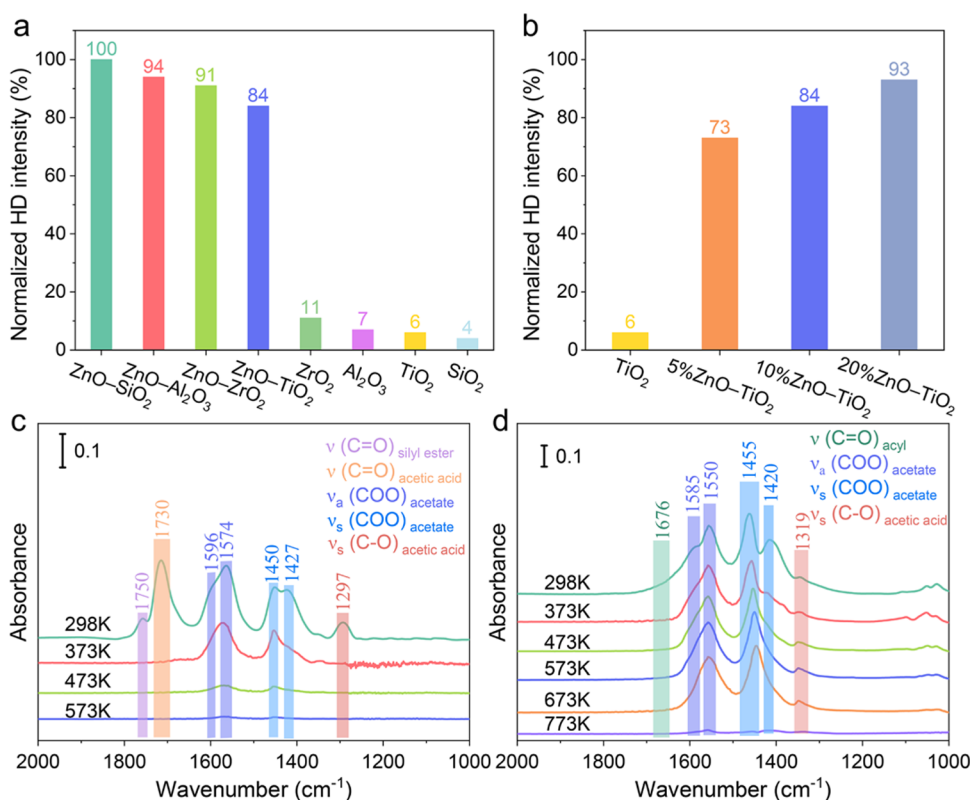 a
Normalized HD intensity (%)
100
80
60
40
20
0
100
94
91
84
11
7
6
4
ZnO–SiO₂
ZnO–Al₂O₃
ZnO–ZrO₂
ZnO–TiO₂
ZrO₂
Al₂O₃
TiO₂
SiO₂
b
Normalized HD intensity (%)
100
80
60
40
20
0
6
73
84
93
TiO₂
5%ZnO–TiO₂
10%ZnO–TiO₂
20%ZnO–TiO₂
c
Absorbance
0.1
ν (C=O) silyl ester
ν (C=O) acetic acid
νₐ (COO) acetate
νₛ (COO) acetate
νₛ (C-O) acetic acid
1750
1730
1596
1574
1450
1427
1297
298K
373K
473K
573K
2000
1800
1600
1400
1200
1000
Wavenumber (cm⁻¹)
d
Absorbance
0.1
ν (C=O) acyl
νₐ (COO) acetate
νₛ (COO) acetate
νₛ (C-O) acetic acid
1676
1585
1550
1455
1420
1319
298K
373K
473K
573K
673K
773K
2000
1800
1600
1400
1200
1000
Wavenumber (cm⁻¹)